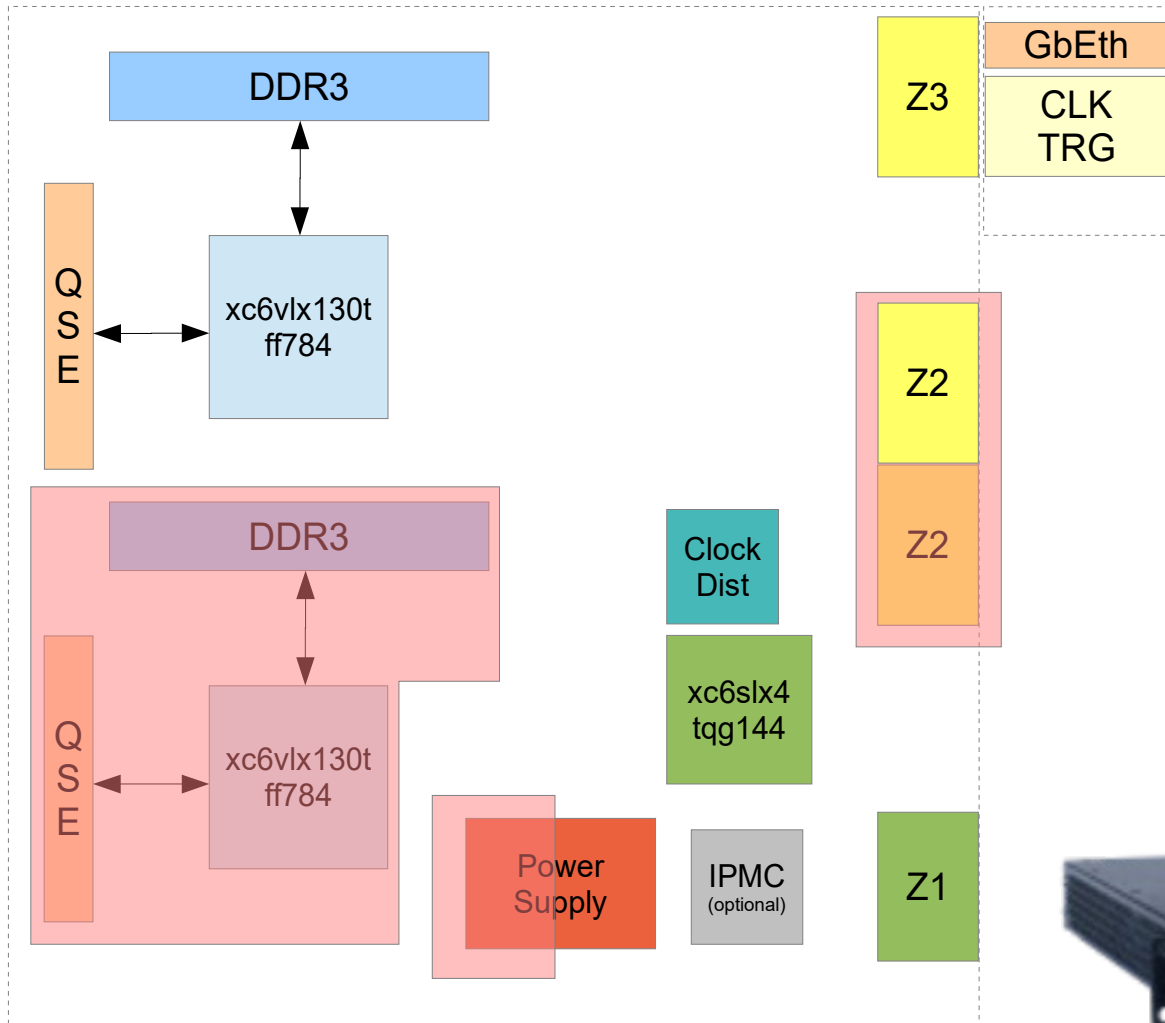 DDR3
Z3
GbEth
CLK
TRG
Q
S
E
xc6vlx130t
ff784
Z2
DDR3
Z2
Clock
Dist
Q
S
E
xc6vlx130t
ff784
xc6slx4
tqg144
Power
Supply
IPMC
(optional)
Z1